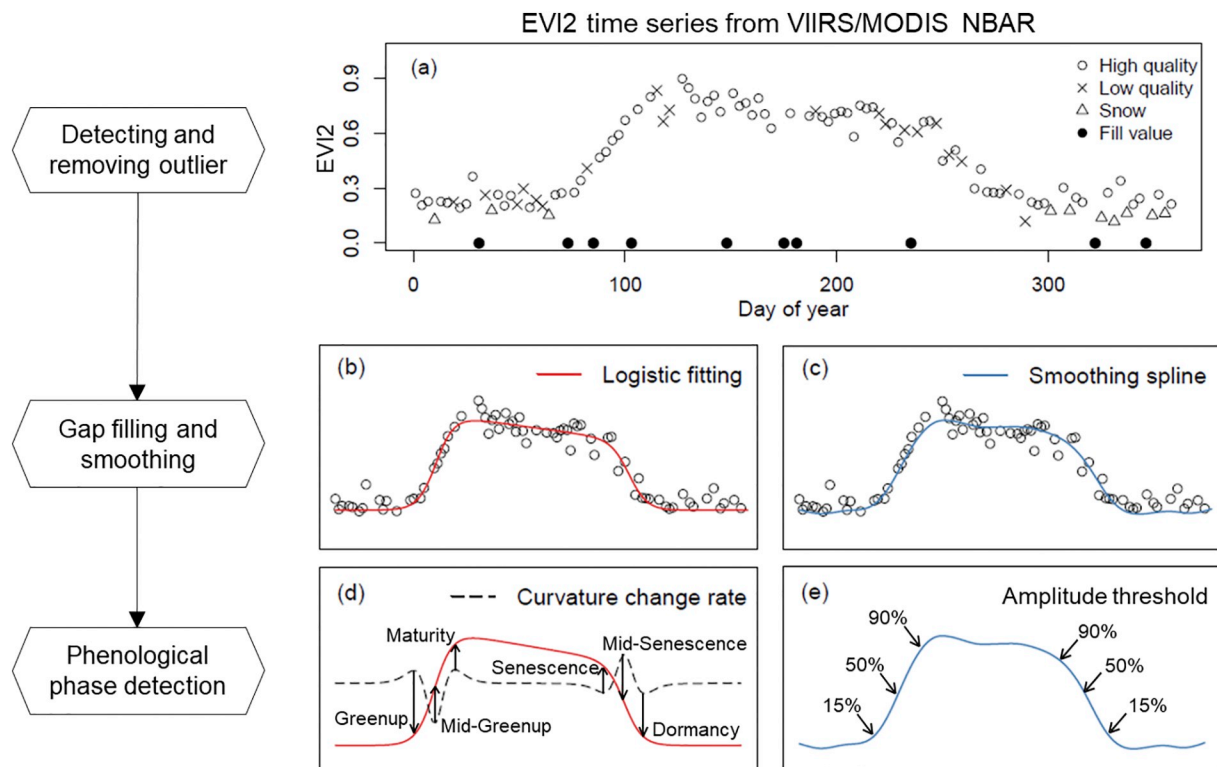 EVI2 time series from VIIRS/MODIS NBAR
Detecting and
removing outlier
Gap filling and
smoothing
Phenological
phase detection
(a)
High quality
Low quality
Snow
Fill value
EVI2
0.9
0.6
0.3
0.0
0
100
200
300
Day of year
(b)
Logistic fitting
(c)
Smoothing spline
(d)
Curvature change rate
Maturity
Mid-Senescence
Senescence
Greenup
Mid-Greenup
Dormancy
(e)
Amplitude threshold
90%
90%
50%
50%
15%
15%